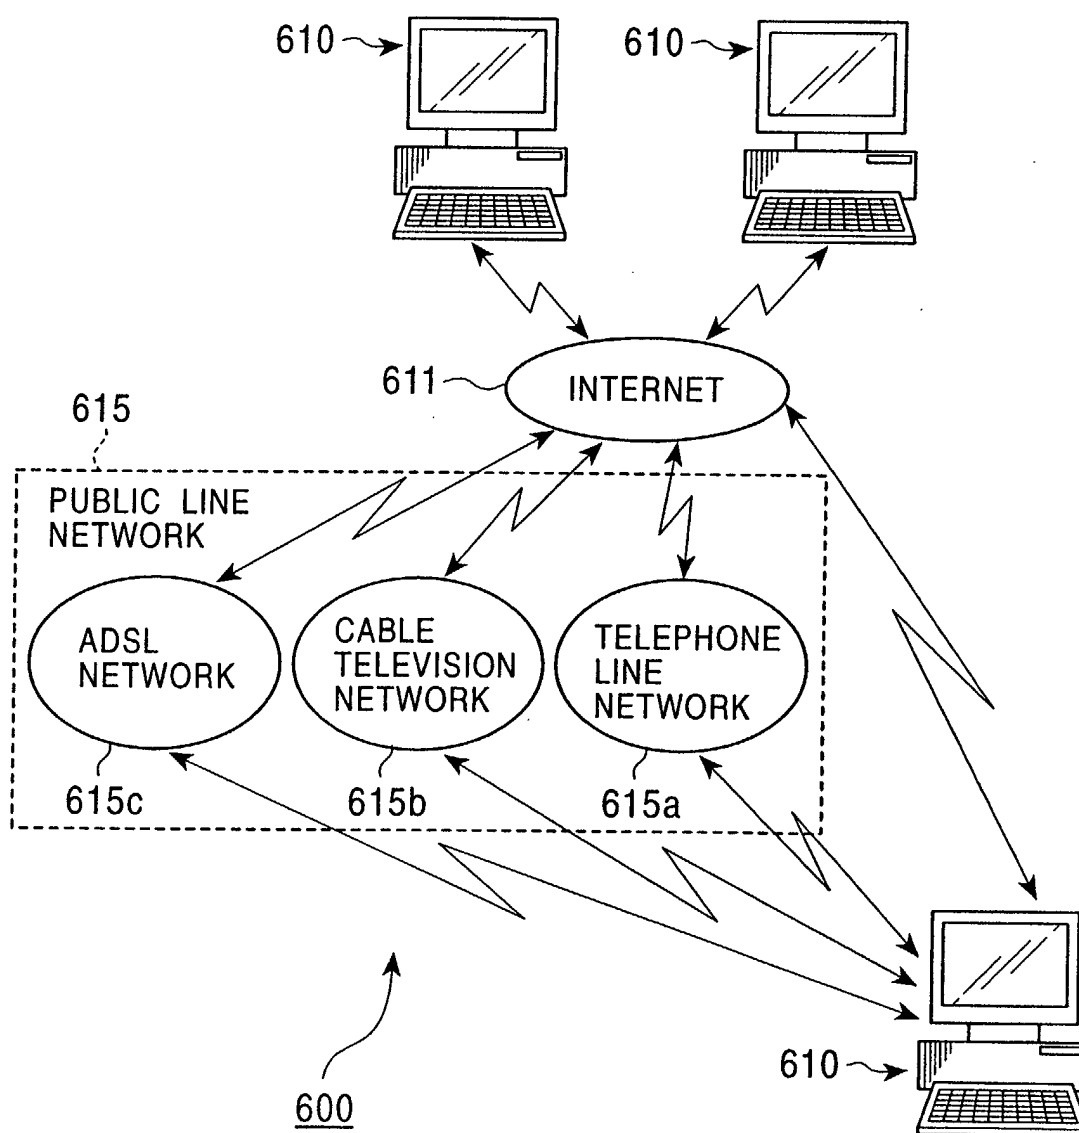 610
610
611
INTERNET
615
PUBLIC LINE
NETWORK
ADSL
NETWORK
CABLE
TELEVISION
NETWORK
TELEPHONE
LINE
NETWORK
615c
615b
615a
610
600